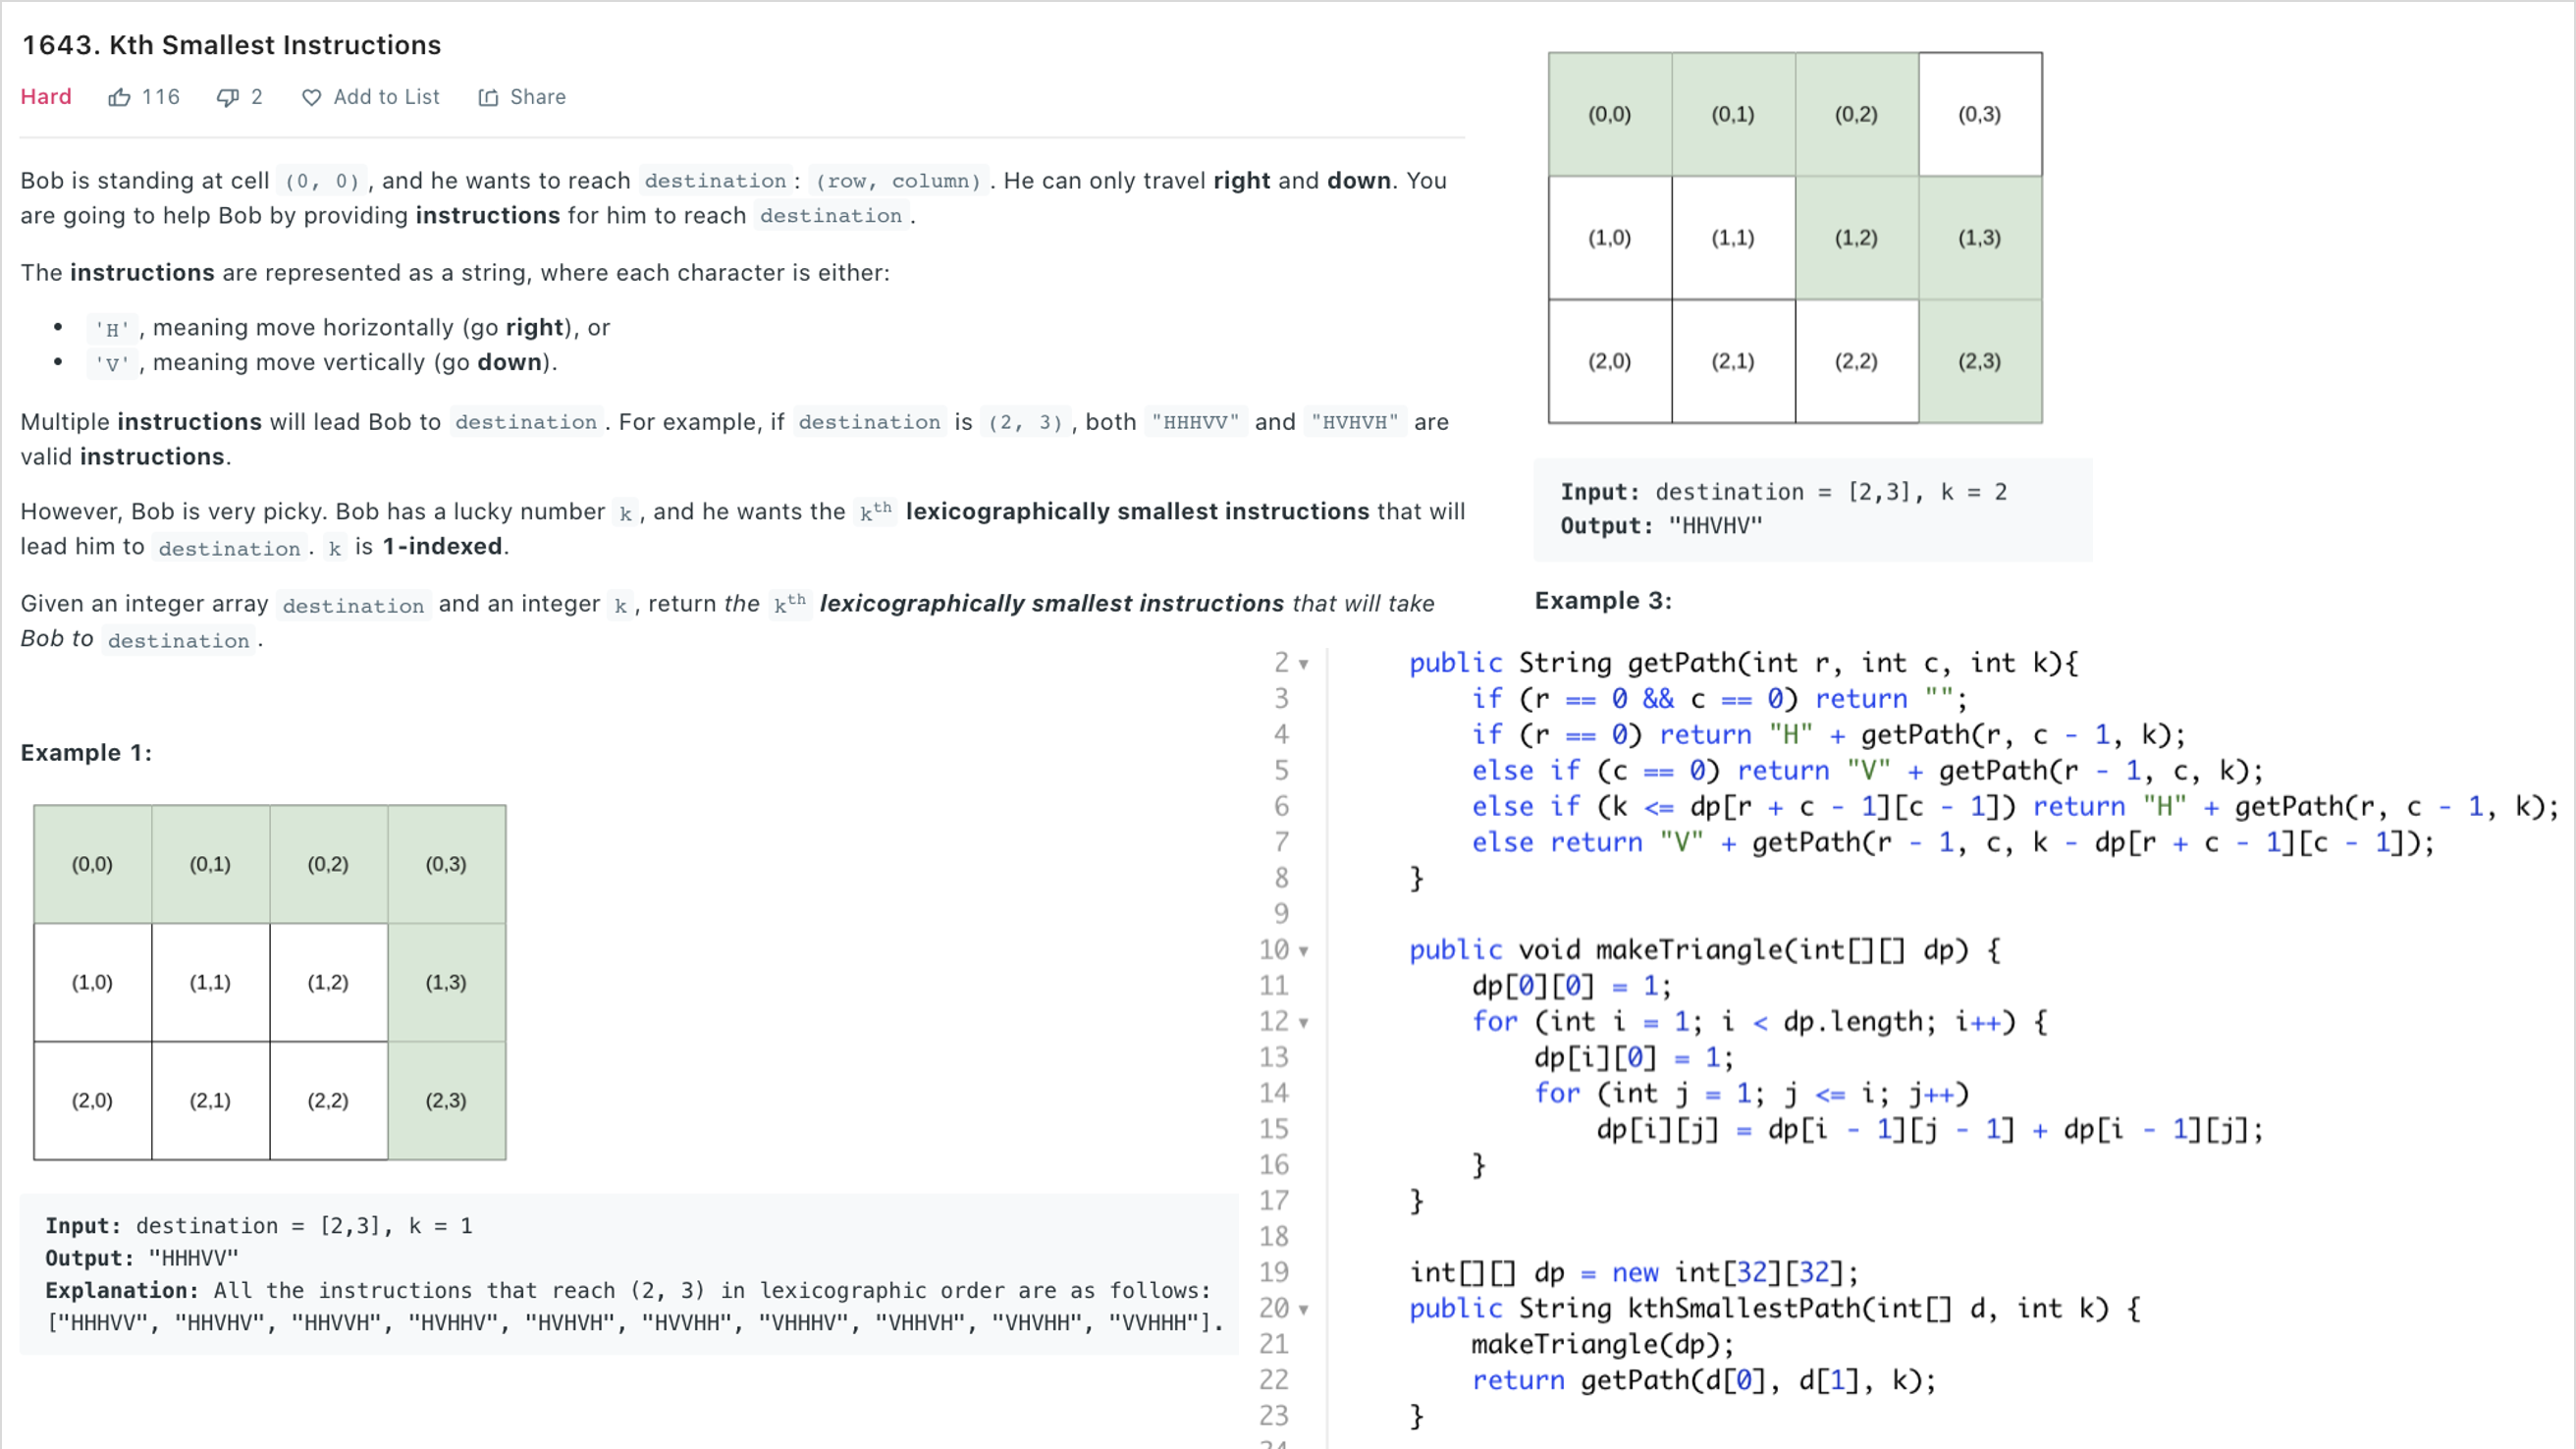 1643. Kth Smallest Instructions
Hard 116 2 Add to List Share
Bob is standing at cell (0, 0), and he wants to reach destination: (row, column). He can only travel right and down. You
are going to help Bob by providing instructions for him to reach destination.
The instructions are represented as a string, where each character is either:
• 'H', meaning move horizontally (go right), or
• 'V', meaning move vertically (go down).
Multiple instructions will lead Bob to destination. For example, if destination is (2, 3), both "HHHVV" and "HVHVH" are
valid instructions.
However, Bob is very picky. Bob has a lucky number k, and he wants the kth lexicographically smallest instructions that will
lead him to destination. k is 1-indexed.
Given an integer array destination and an integer k, return the kth lexicographically smallest instructions that will take
Bob to destination.
Example 1:
(0,0) (0,1) (0,2) (0,3)
(1,0) (1,1) (1,2) (1,3)
(2,0) (2,1) (2,2) (2,3)
Input: destination = [2,3], k = 1
Output: "HHHVV"
Explanation: All the instructions that reach (2, 3) in lexicographic order are as follows:
["HHHVV", "HHVHV", "HHVVH", "HVHHV", "HVHVH", "HVVHH", "VHHHV", "VHHVH", "VHVHH", "VVHHH"].
(0,0) (0,1) (0,2) (0,3)
(1,0) (1,1) (1,2) (1,3)
(2,0) (2,1) (2,2) (2,3)
Input: destination = [2,3], k = 2
Output: "HHVHV"
Example 3:
2 public String getPath(int r, int c, int k){
3 if (r == 0 && c == 0) return "";
4 if (r == 0) return "H" + getPath(r, c - 1, k);
5 else if (c == 0) return "V" + getPath(r - 1, c, k);
6 else if (k <= dp[r + c - 1][c - 1]) return "H" + getPath(r, c - 1, k);
7 else return "V" + getPath(r - 1, c, k - dp[r + c - 1][c - 1]);
8 }
9
10 public void makeTriangle(int[][] dp) {
11 dp[0][0] = 1;
12 for (int i = 1; i < dp.length; i++) {
13 dp[i][0] = 1;
14 for (int j = 1; j <= i; j++)
15 dp[i][j] = dp[i - 1][j - 1] + dp[i - 1][j];
16 }
17 }
18
19 int[][] dp = new int[32][32];
20 public String kthSmallestPath(int[] d, int k) {
21 makeTriangle(dp);
22 return getPath(d[0], d[1], k);
23 }